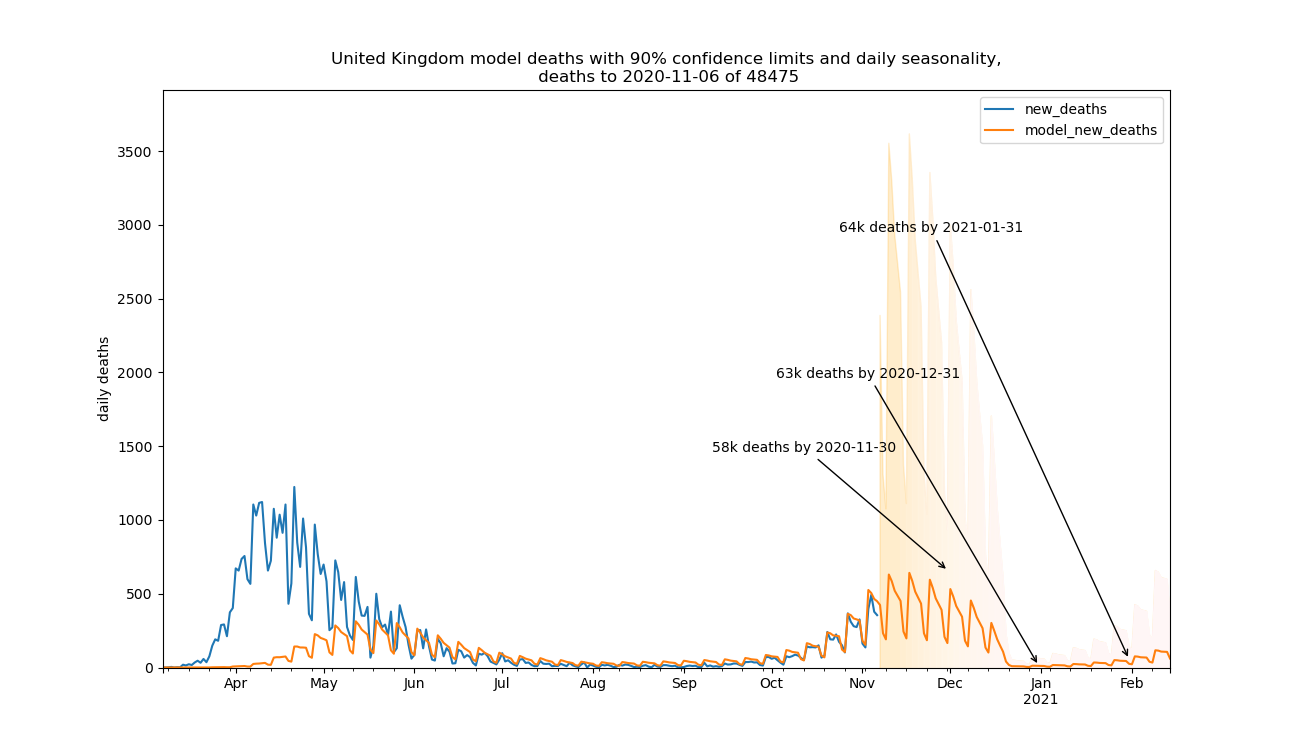 United Kingdom model deaths with 90% confidence limits and daily seasonality,
deaths to 2020-11-06 of 48475
new_deaths
model_new_deaths
daily deaths
3500
3000
2500
2000
1500
1000
500
0
64k deaths by 2021-01-31
63k deaths by 2020-12-31
58k deaths by 2020-11-30
Apr May Jun Jul Aug Sep Oct Nov Dec Jan Feb
2021